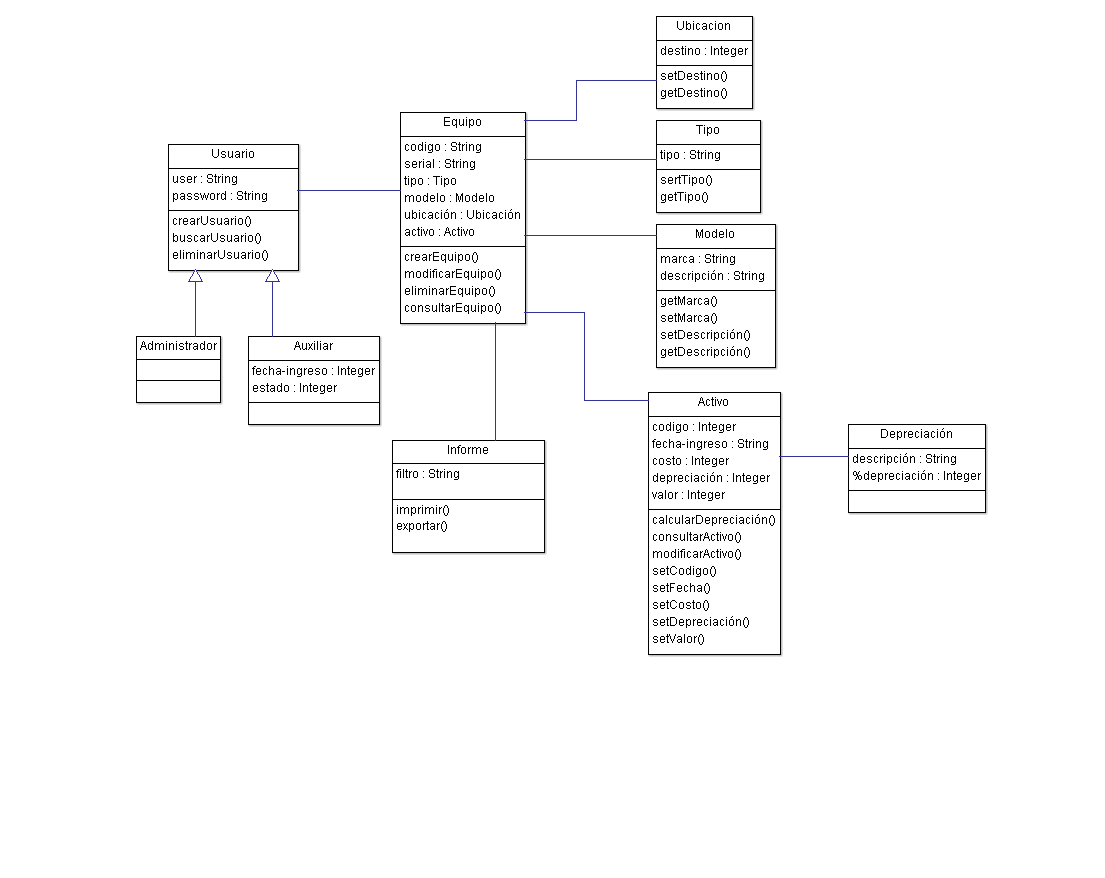 Ubicacion
destino : Integer
setDestino()
getDestino()
Equipo
codigo : String
serial : String
tipo : Tipo
modelo : Modelo
ubicación : Ubicación
activo : Activo
crearEquipo()
modificarEquipo()
eliminarEquipo()
consultarEquipo()
Tipo
tipo : String
sertTipo()
getTipo()
Usuario
user : String
password : String
crearUsuario()
buscarUsuario()
eliminarUsuario()
Modelo
marca : String
descripción : String
getMarca()
setMarca()
setDescripción()
getDescripción()
Administrador
Auxiliar
fecha-ingreso : Integer
estado : Integer
Activo
codigo : Integer
fecha-ingreso : String
costo : Integer
depreciación : Integer
valor : Integer
calcularDepreciación()
consultarActivo()
modificarActivo()
setCodigo()
setFecha()
setCosto()
setDepreciación()
setValor()
Depreciación
descripción : String
%depreciación : Integer
Informe
filtro : String
imprimir()
exportar()